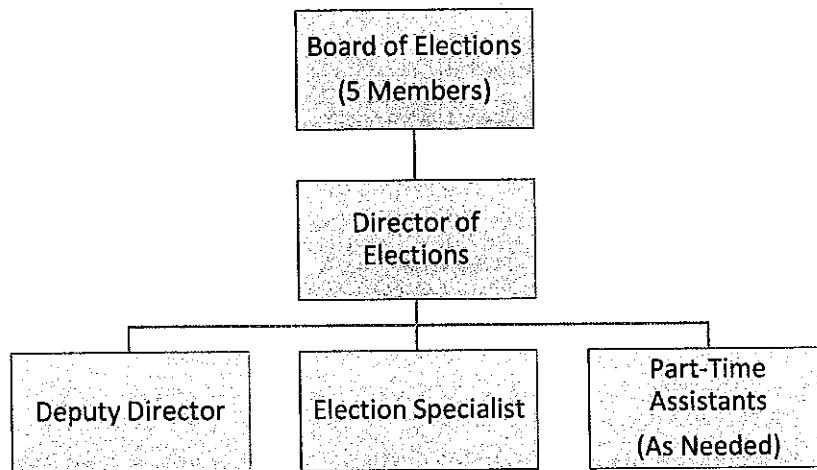 Board of Elections
(5 Members)
Director of
Elections
Deputy Director
Election Specialist
Part-Time
Assistants
(As Needed)